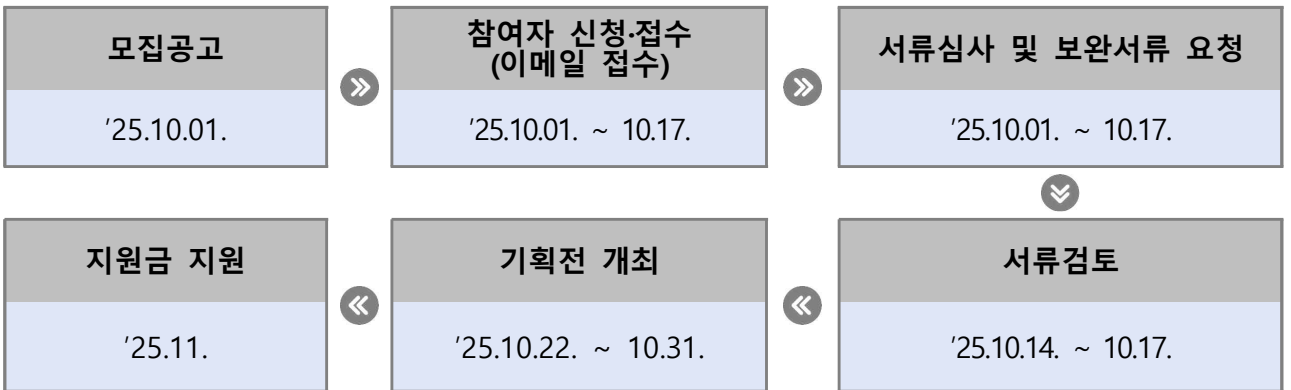 모집공고
'25.10.01.
참여자 신청·접수
(이메일 접수)
'25.10.01. ~ 10.17.
서류심사 및 보완서류 요청
'25.10.01. ~ 10.17.
서류검토
'25.10.14. ~ 10.17.
기획전 개최
'25.10.22. ~ 10.31.
지원금 지원
'25.11.